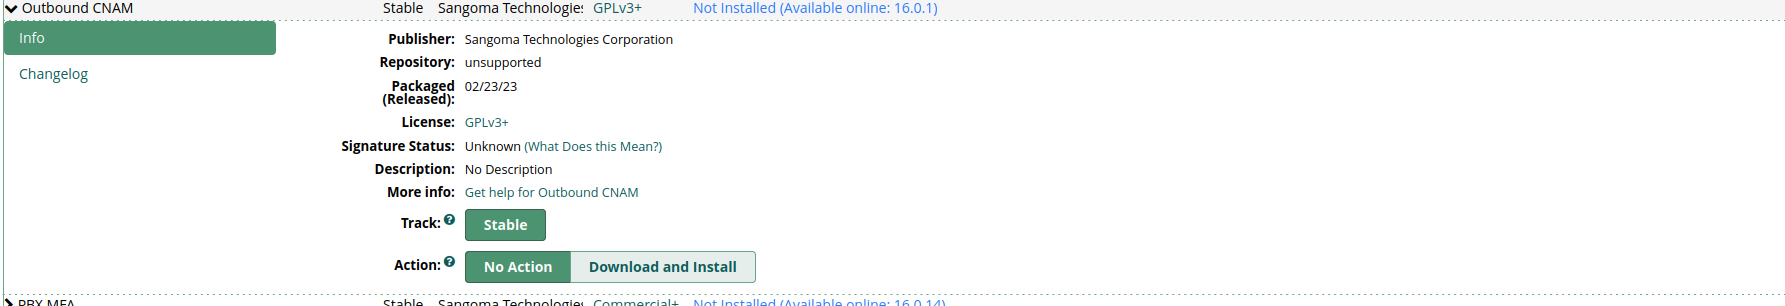 Outbound CNAM Stable Sangoma Technologies GPLv3+ Not Installed (Available online: 16.0.1)
Info
Changelog
Publisher: Sangoma Technologies Corporation
Repository: unsupported
Packaged (Released): 02/23/23
License: GPLv3+
Signature Status: Unknown (What Does this Mean?)
Description: No Description
More info: Get help for Outbound CNAM
Track: Stable
Action: No Action Download and Install
PBX MFA Stable Sangoma Technologies Commercial+ Not Installed (Available online: 16.0.14)